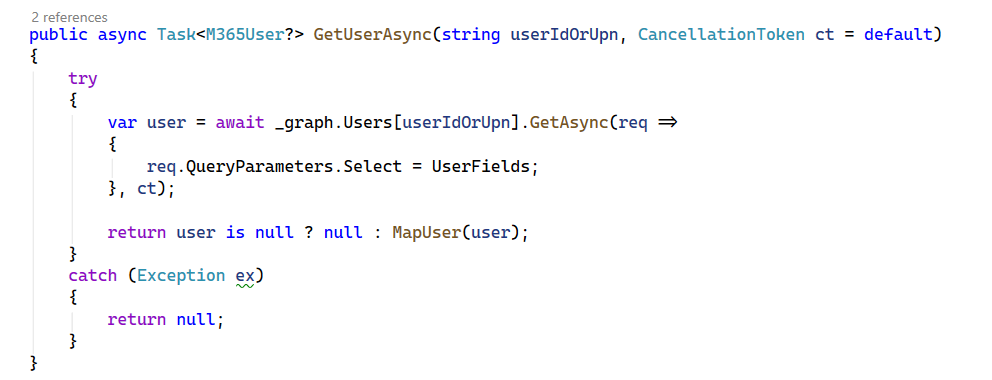 2 references
public async Task<M365User?> GetUserAsync(string userIdOrUpn, CancellationToken ct = default)
{
    try
    {
        var user = await _graph.Users[userIdOrUpn].GetAsync(req =>
        {
            req.QueryParameters.Select = UserFields;
        }, ct);

        return user is null ? null : MapUser(user);
    }
    catch (Exception ex)
    {
        return null;
    }
}